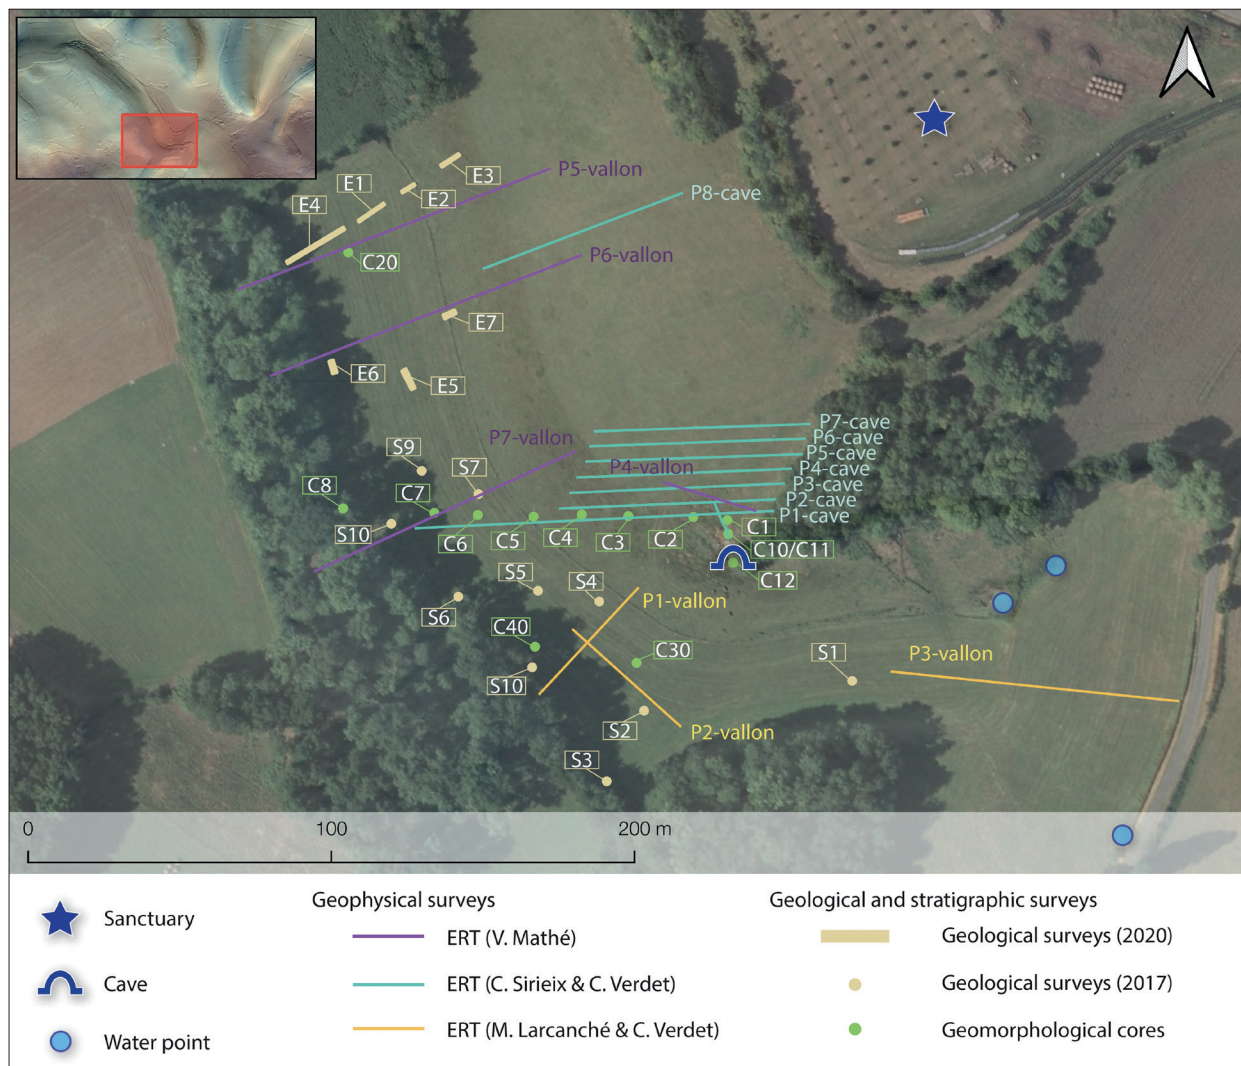 E3
P5-vallon
E1
E2
P8-cave
E4
C20
P6-vallon
E7
E6
E5
P7-cave
P7-vallon
P6-cave
P5-cave
S9
S7
P4-vallon
P4-cave
C8
C7
P3-cave
P2-cave
S10
P1-cave
C6
C5
C4
C3
C2
C1
C10/C11
S5
S4
C12
S6
P1-vallon
C40
C30
S1
P3-vallon
S10
S2
P2-vallon
S3
0
100
200 m
Geophysical surveys
Geological and stratigraphic surveys
Sanctuary
ERT (V. Mathé)
Geological surveys (2020)
Cave
ERT (C. Sirieix & C. Verdet)
Geological surveys (2017)
Water point
ERT (M. Larcanché & C. Verdet)
Geomorphological cores